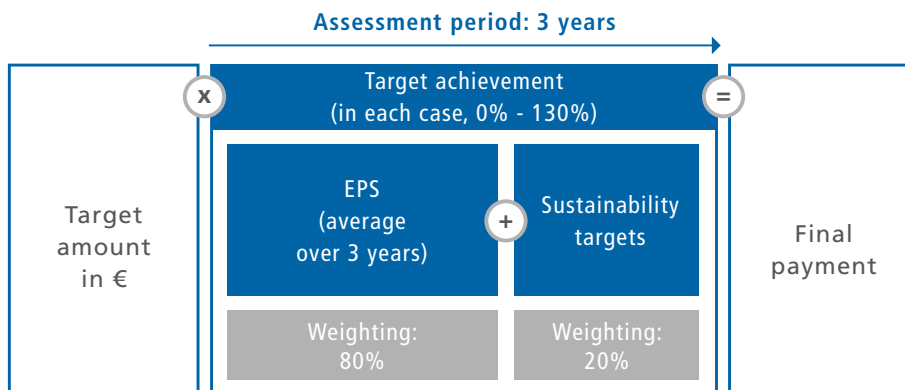 Assessment period: 3 years
x
Target achievement
(in each case, 0% - 130%)
=
Target
amount
in €
EPS
(average
over 3 years)
+
Sustainability
targets
Final
payment
Weighting:
80%
Weighting:
20%